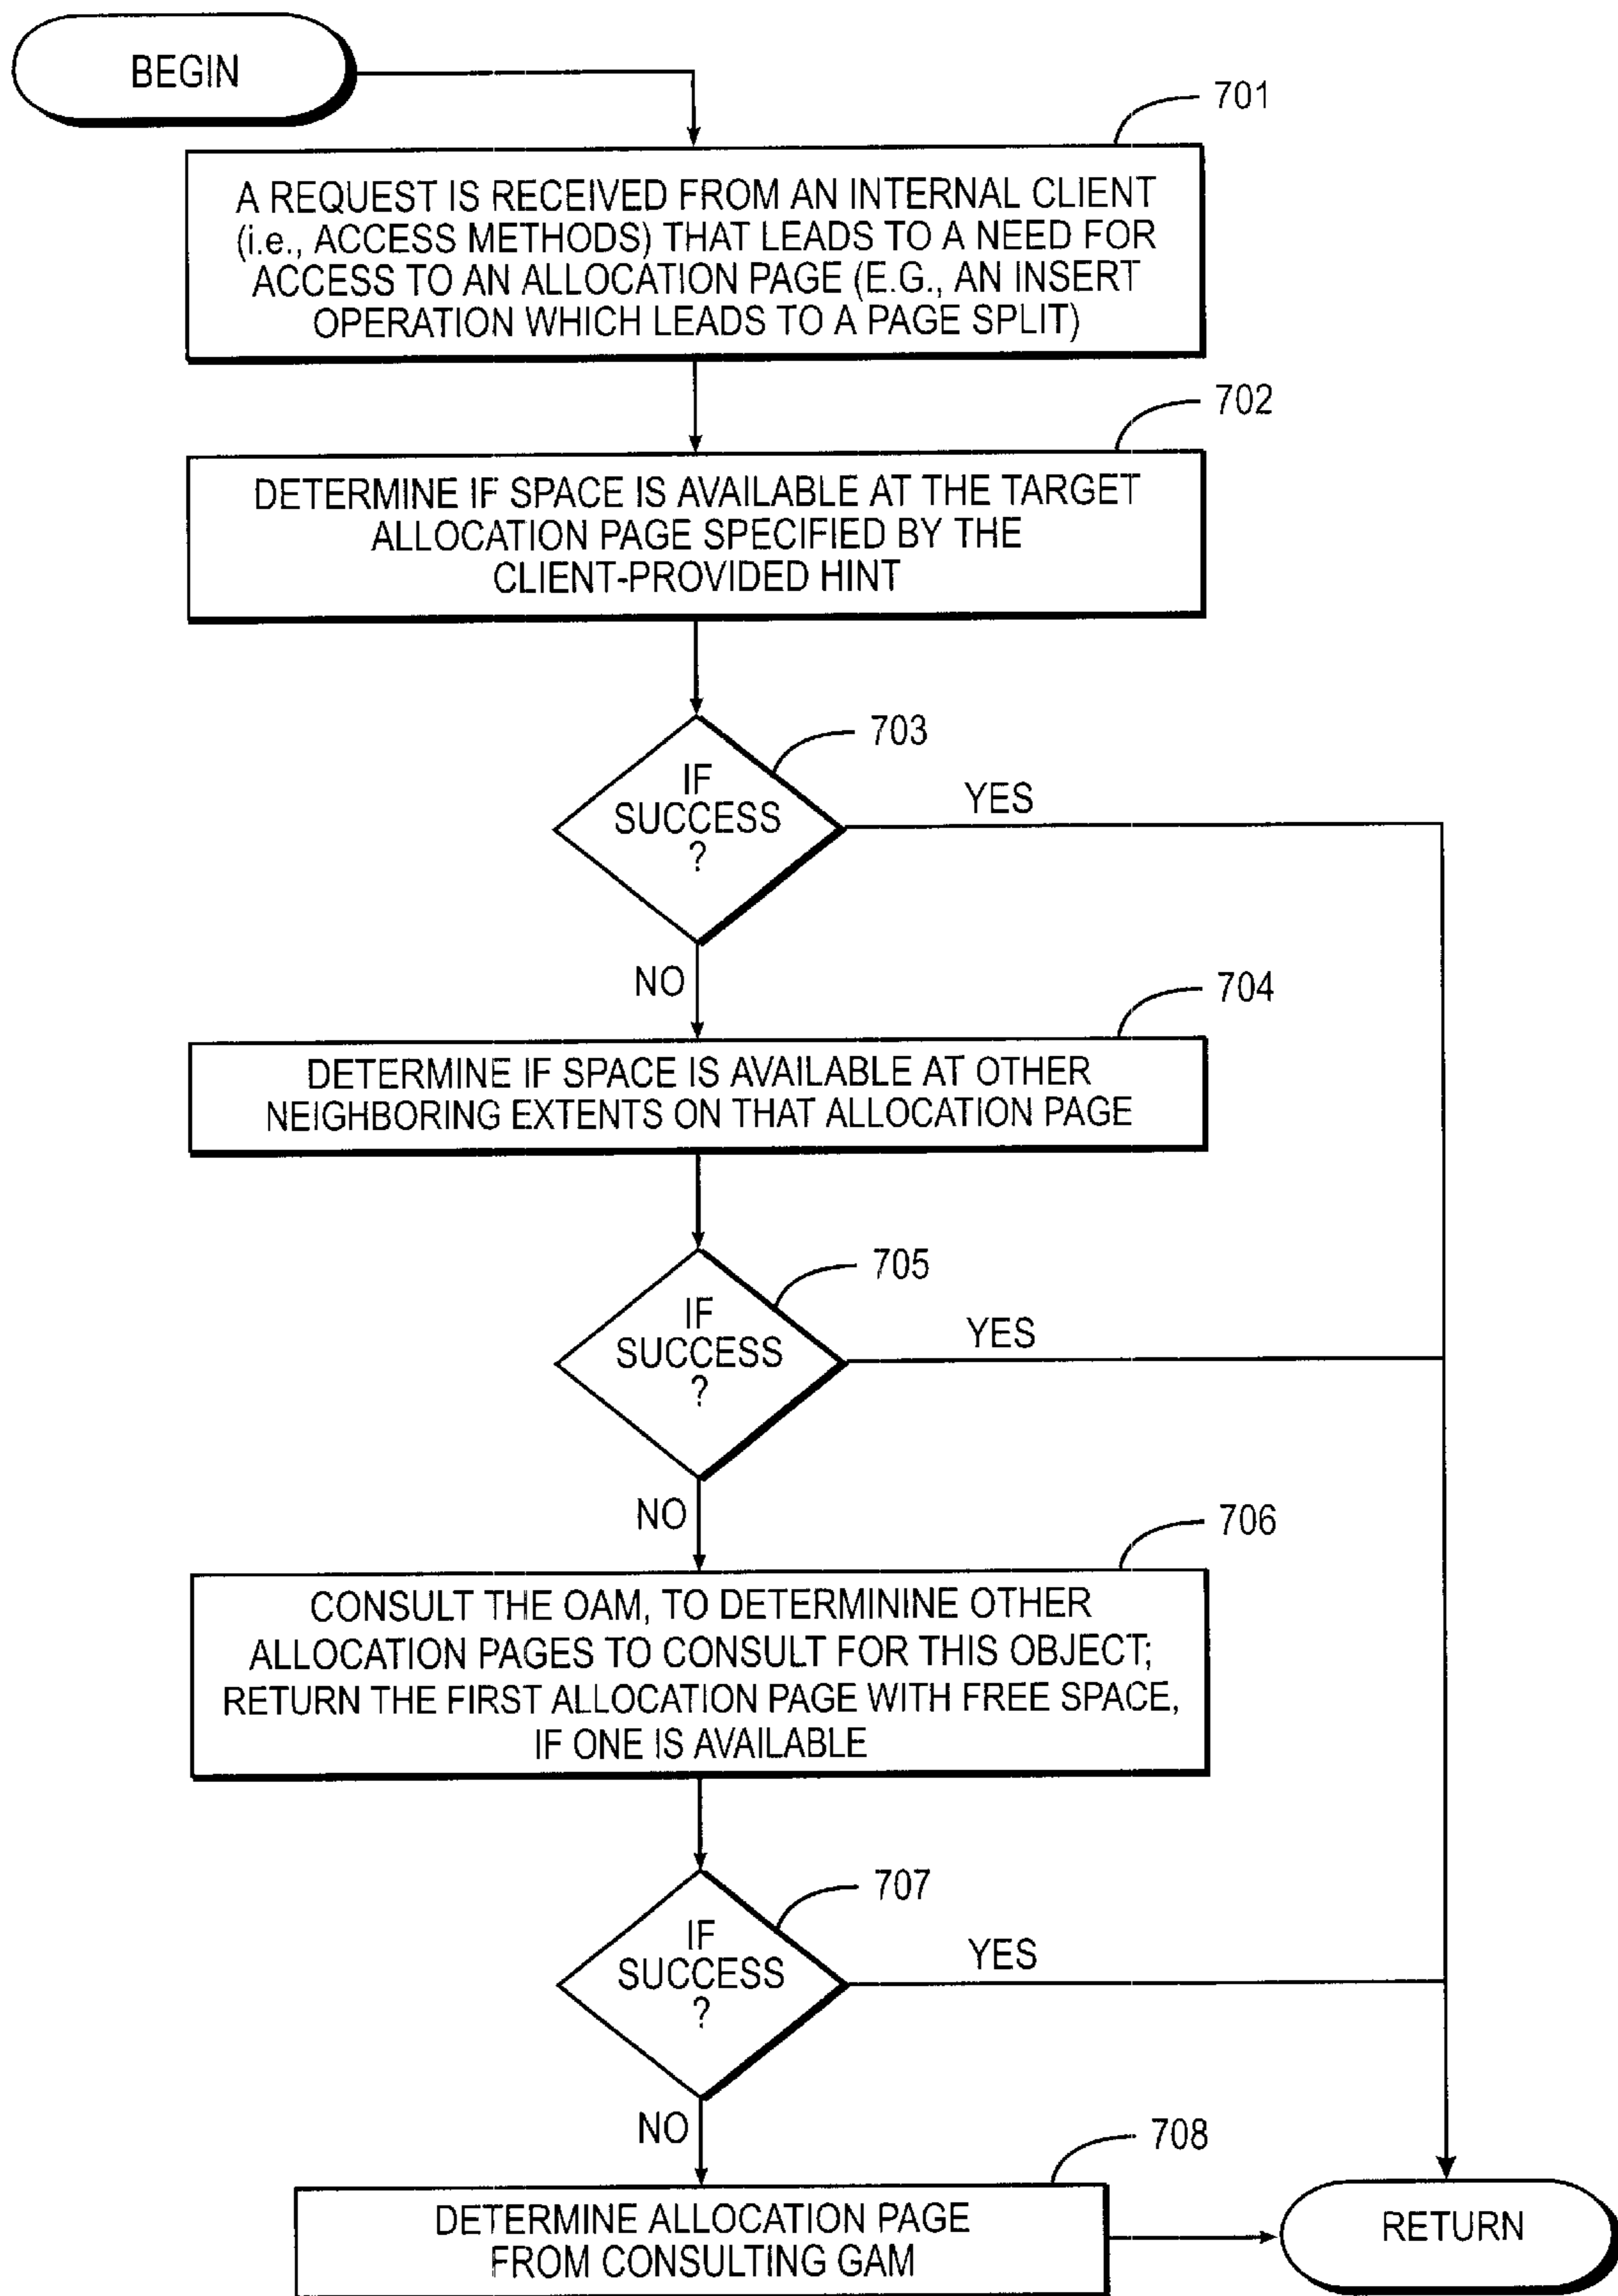 BEGIN
701
A REQUEST IS RECEIVED FROM AN INTERNAL CLIENT
(i.e., ACCESS METHODS) THAT LEADS TO A NEED FOR
ACCESS TO AN ALLOCATION PAGE (E.G., AN INSERT
OPERATION WHICH LEADS TO A PAGE SPLIT)
702
DETERMINE IF SPACE IS AVAILABLE AT THE TARGET
ALLOCATION PAGE SPECIFIED BY THE
CLIENT-PROVIDED HINT
703
IF
SUCCESS
?
YES
NO
704
DETERMINE IF SPACE IS AVAILABLE AT OTHER
NEIGHBORING EXTENTS ON THAT ALLOCATION PAGE
705
IF
SUCCESS
?
YES
NO
706
CONSULT THE OAM, TO DETERMININE OTHER
ALLOCATION PAGES TO CONSULT FOR THIS OBJECT;
RETURN THE FIRST ALLOCATION PAGE WITH FREE SPACE,
IF ONE IS AVAILABLE
707
IF
SUCCESS
?
YES
NO
708
DETERMINE ALLOCATION PAGE
FROM CONSULTING GAM
RETURN